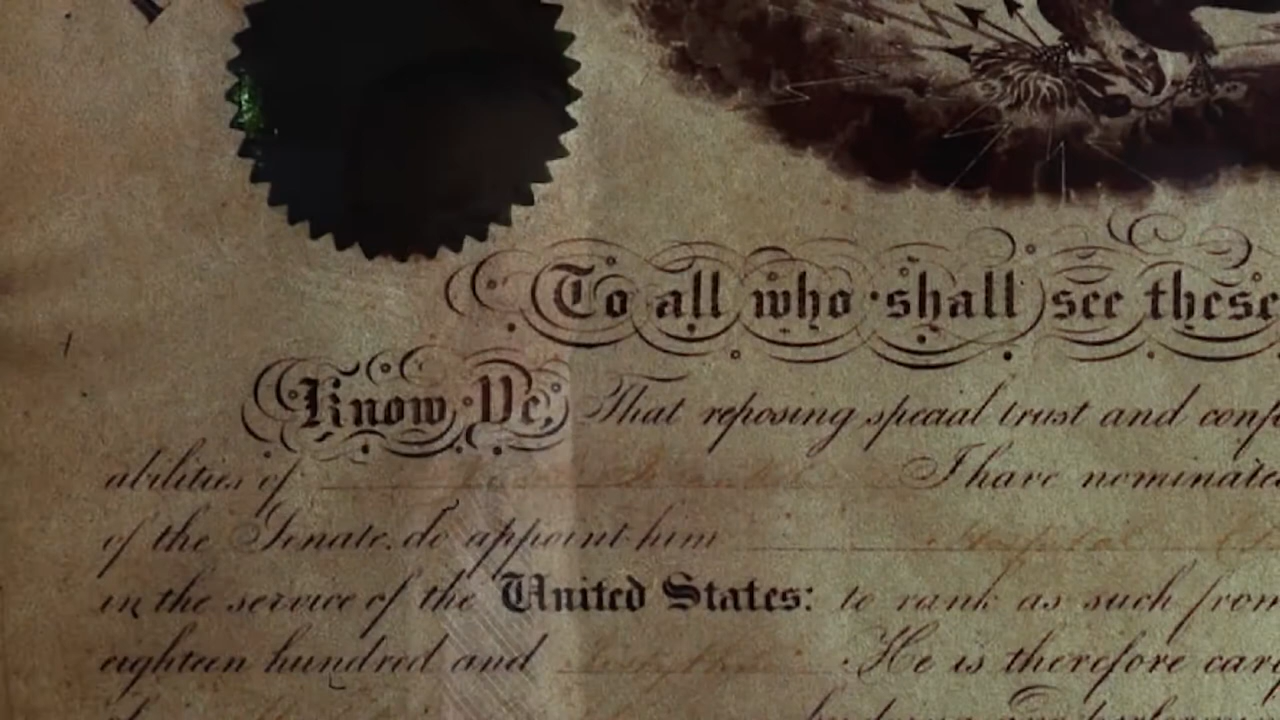 To all who shall see these
Know Ye, That reposing special trust and conf
abilities of I have nominate
of the Senate, do appoint him Hospital
in the service of the United States: to rank as such from
eighteen hundred and He is therefore care